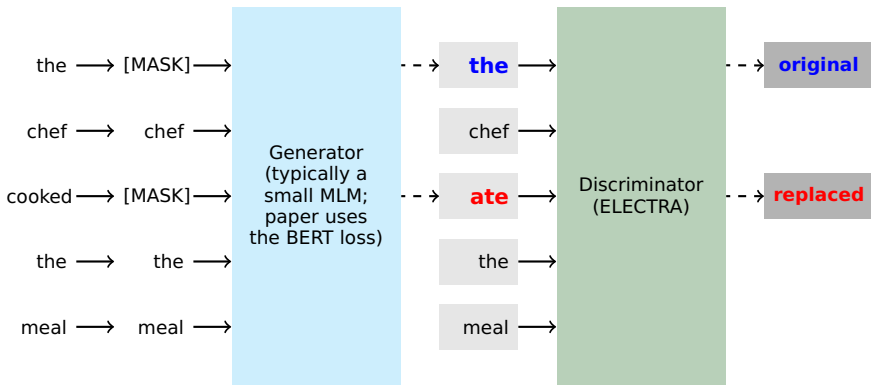 the [MASK] the original
chef chef chef
Generator
(typically a
small MLM;
paper uses
the BERT loss)
Discriminator
(ELECTRA)
cooked [MASK] ate replaced
the the the
meal meal meal